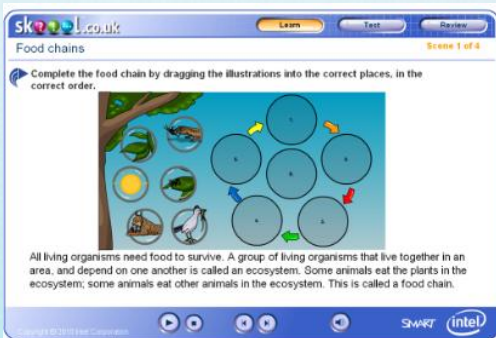 skoool.co.uk
Learn
Test
Review
Food chains
Scene 1 of 4
Complete the food chain by dragging the illustrations into the correct places, in the
correct order.
All living organisms need food to survive. A group of living organisms that live together in an
area, and depend on one another is called an ecosystem. Some animals eat the plants in the
ecosystem; some animals eat other animals in the ecosystem. This is called a food chain.
Copyright © 2010 Intel Corporation
SMART
intel